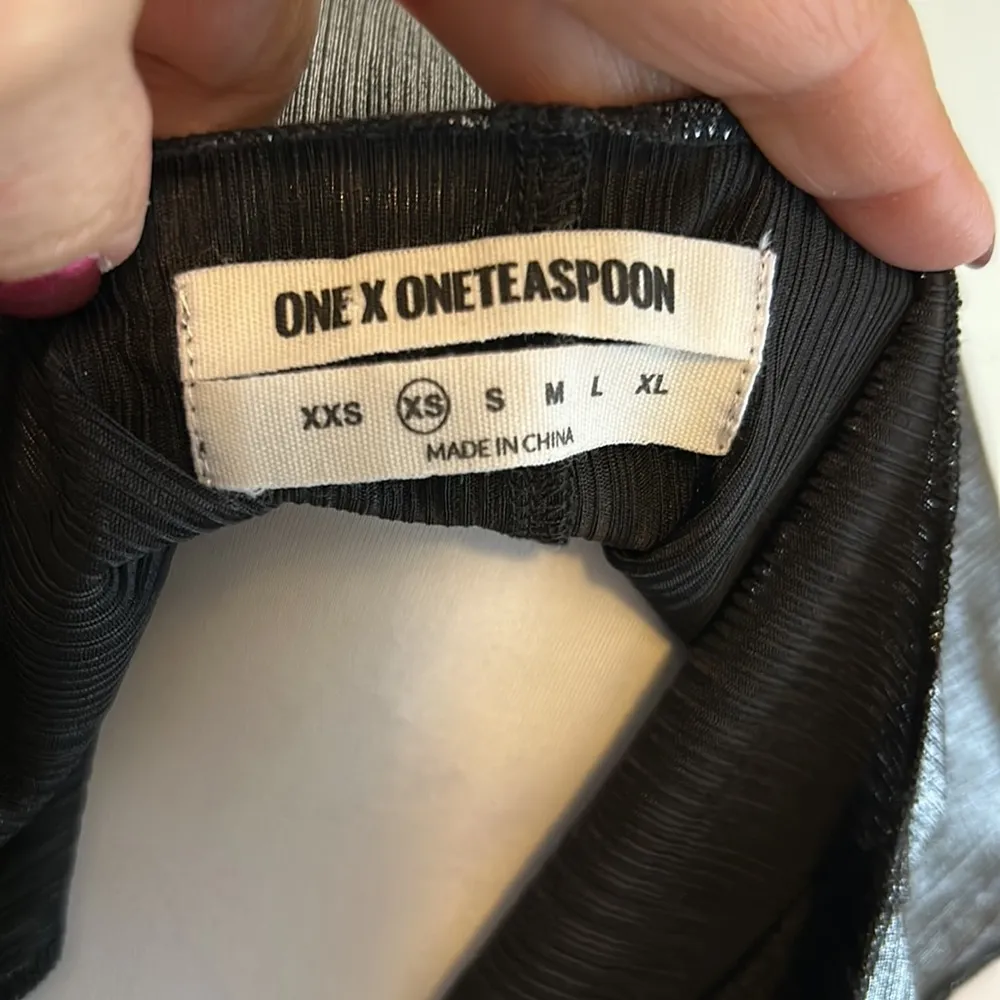 ONE X ONETEASPOON
XXS XS S M L XL
MADE IN CHINA